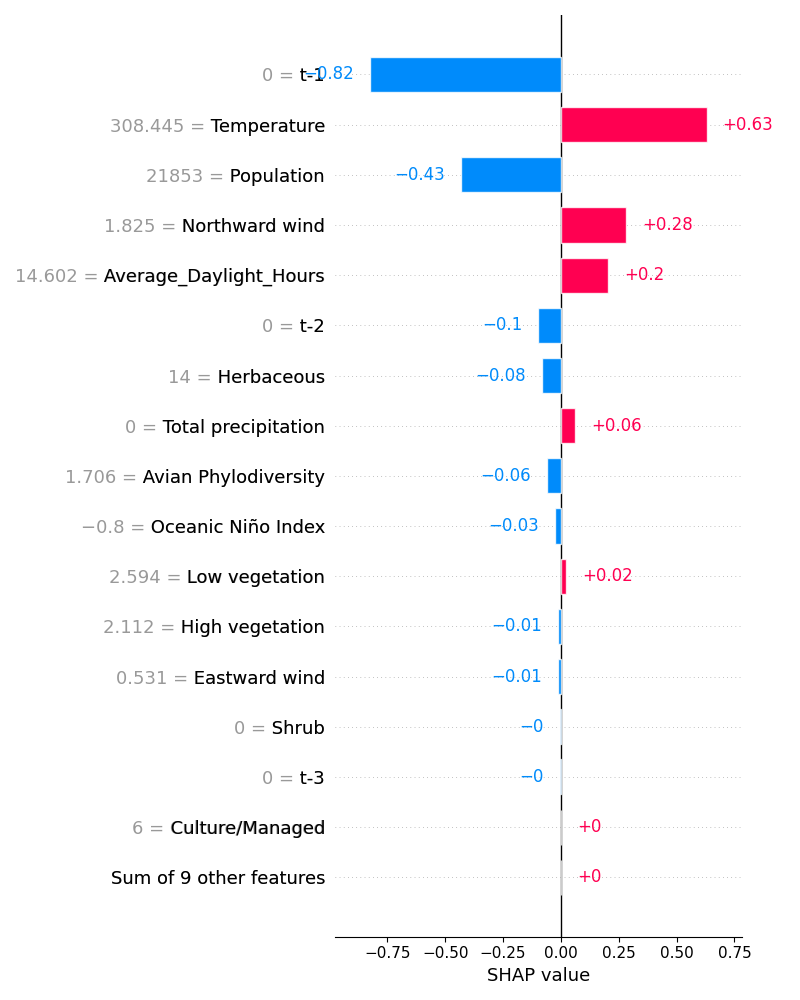 0 = t-1 −0.82
308.445 = Temperature +0.63
21853 = Population −0.43
1.825 = Northward wind +0.28
14.602 = Average_Daylight_Hours +0.2
0 = t-2 −0.1
14 = Herbaceous −0.08
0 = Total precipitation +0.06
1.706 = Avian Phylodiversity −0.06
−0.8 = Oceanic Niño Index −0.03
2.594 = Low vegetation +0.02
2.112 = High vegetation −0.01
0.531 = Eastward wind −0.01
0 = Shrub −0
0 = t-3 −0
6 = Culture/Managed +0
Sum of 9 other features +0
−0.75 −0.50 −0.25 0.00 0.25 0.50 0.75
SHAP value